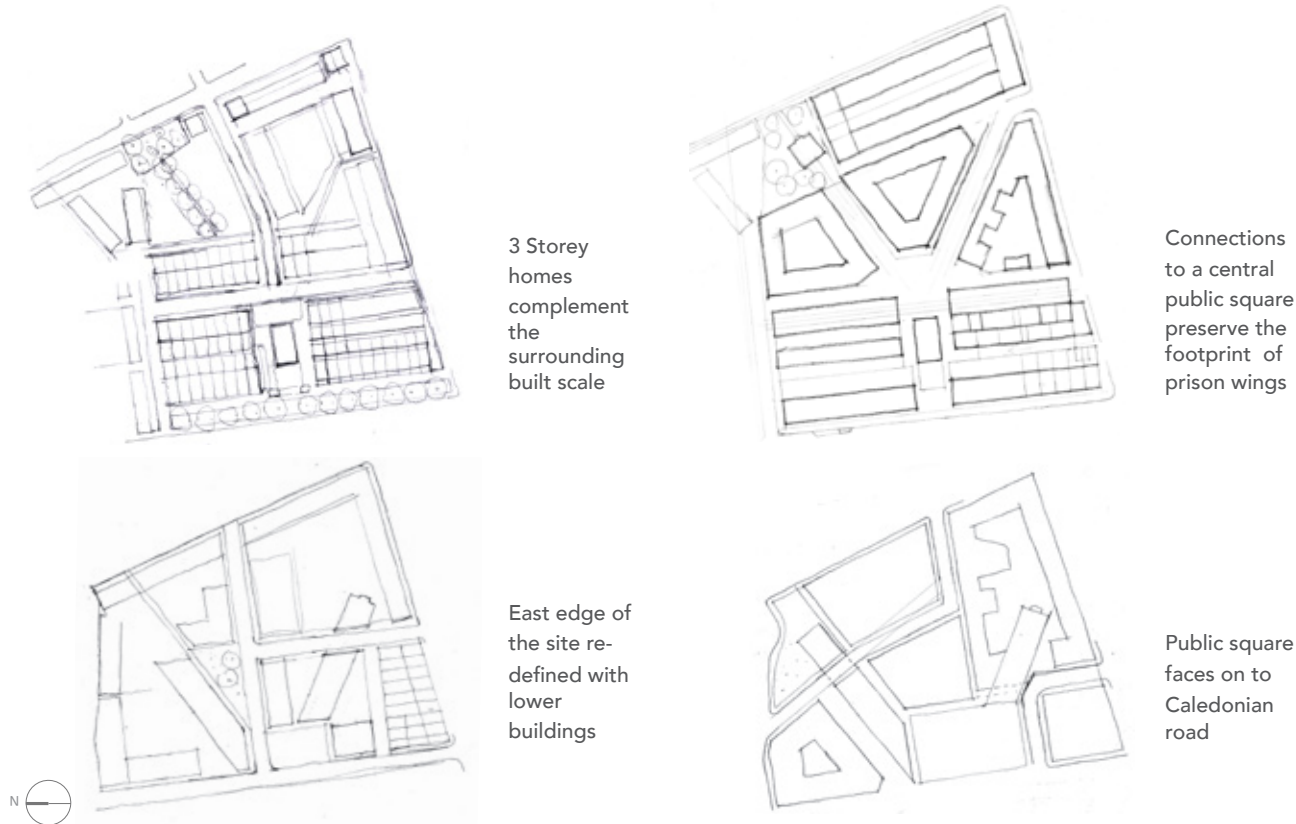 3 Storey
homes
complement
the
surrounding
built scale
Connections
to a central
public square
preserve the
footprint of
prison wings
East edge of
the site re-
defined with
lower
buildings
Public square
faces on to
Caledonian
road
N